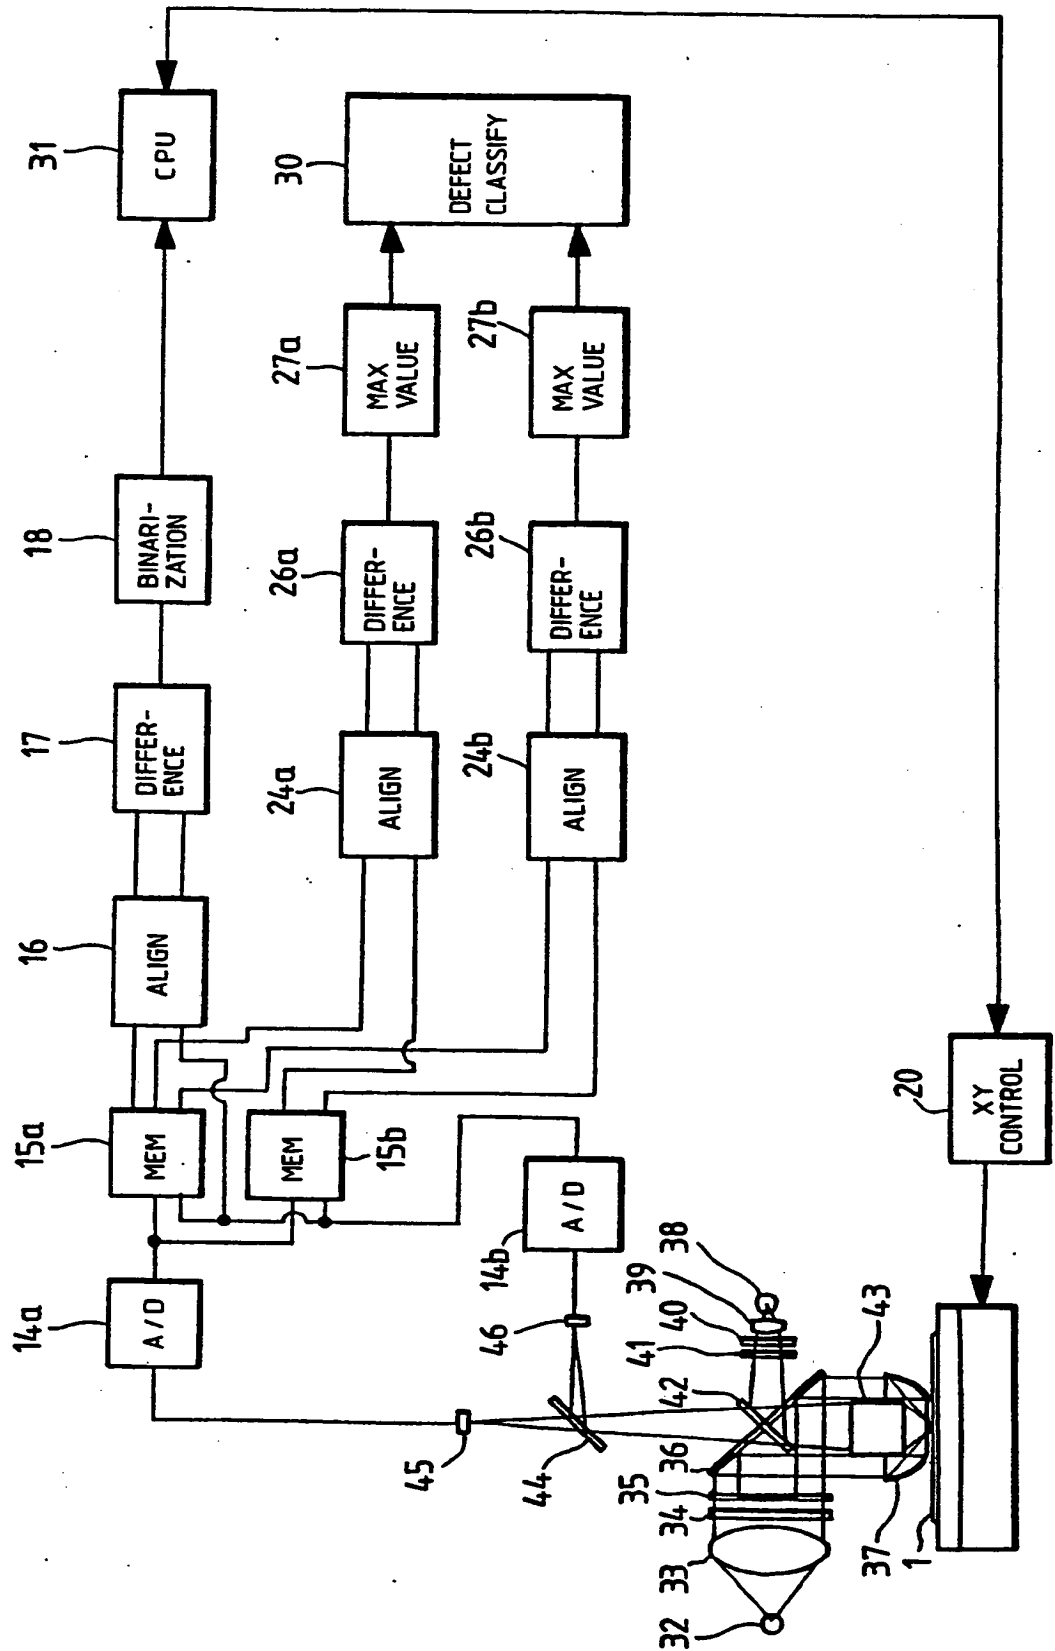 14a
A/D
15a
MEM
15b
MEM
16
ALIGN
17
DIFFER-
ENCE
18
BINARI-
ZATION
31
CPU
24a
ALIGN
26a
DIFFER-
ENCE
27a
MAX
VALUE
30
DEFECT
CLASSIFY
24b
ALIGN
26b
DIFFER-
ENCE
27b
MAX
VALUE
14b
A/D
45
46
44
42
41
40
39
38
32
33
34
35
36
37
43
1
20
XY
CONTROL